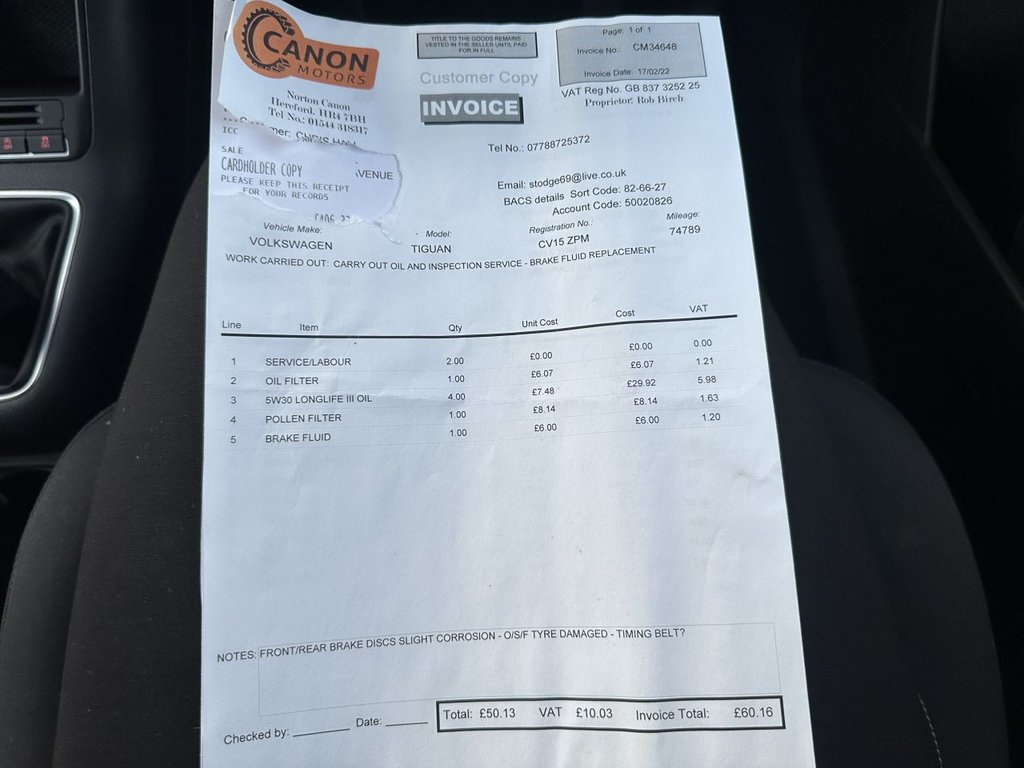 CANON
MOTORS
Norton Canon
Hereford. HR4 7BH
Tel No.: 01544 318317
TITLE TO THE GOODS REMAINS
VESTED IN THE SELLER UNTIL PAID
FOR IN FULL
Customer Copy
INVOICE
Page: 1 of 1
Invoice No.: CM34648
Invoice Date: 17/02/22
VAT Reg No. GB 837 3252 25
Proprietor: Bob Birch
ICC
SALE
CARDHOLDER COPY
PLEASE KEEP THIS RECEIPT
FOR YOUR RECORDS
VENUE
Tel No.: 07788725372
Email: stodge69@live.co.uk
BACS details Sort Code: 82-66-27
Account Code: 50020826
Vehicle Make: Model: Registration No.: Mileage:
VOLKSWAGEN TIGUAN CV15 ZPM 74789
WORK CARRIED OUT: CARRY OUT OIL AND INSPECTION SERVICE - BRAKE FLUID REPLACEMENT
Line Item Qty Unit Cost Cost VAT
1 SERVICE/LABOUR 2.00 £0.00 £0.00 0.00
2 OIL FILTER 1.00 £6.07 £6.07 1.21
3 5W30 LONGLIFE III OIL 4.00 £7.48 £29.92 5.98
4 POLLEN FILTER 1.00 £8.14 £8.14 1.63
5 BRAKE FLUID 1.00 £6.00 £6.00 1.20
NOTES: FRONT/REAR BRAKE DISCS SLIGHT CORROSION - O/S/F TYRE DAMAGED - TIMING BELT?
Checked by: Date: Total: £50.13 VAT £10.03 Invoice Total: £60.16